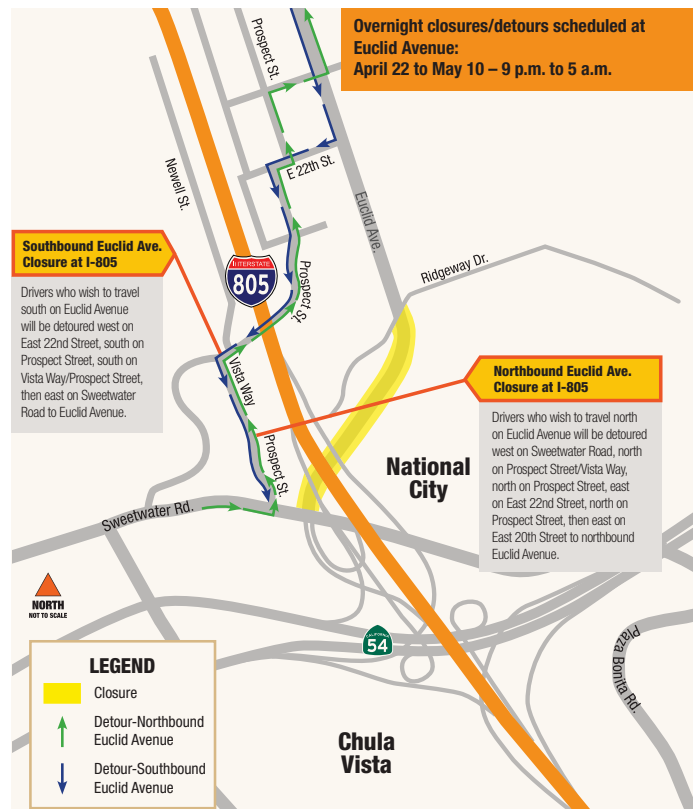 Overnight closures/detours scheduled at
Euclid Avenue:
April 22 to May 10 – 9 p.m. to 5 a.m.
Prospect St.
Newell St.
E 22th St.
Euclid Ave.
Ridgeway Dr.
Southbound Euclid Ave.
Closure at I-805
Drivers who wish to travel
south on Euclid Avenue
will be detoured west on
East 22nd Street, south on
Prospect Street, south on
Vista Way/Prospect Street,
then east on Sweetwater
Road to Euclid Avenue.
INTERSTATE
805
Prospect St.
Vista Way
Prospect St.
Northbound Euclid Ave.
Closure at I-805
Drivers who wish to travel north
on Euclid Avenue will be detoured
west on Sweetwater Road, north
on Prospect Street/Vista Way,
north on Prospect Street, east
on East 22nd Street, north on
Prospect Street, then east on
East 20th Street to northbound
Euclid Avenue.
National
City
Sweetwater Rd.
NORTH
NOT TO SCALE
CALIFORNIA
54
Plaza Bonita Rd.
LEGEND
Closure
Detour-Northbound
Euclid Avenue
Detour-Southbound
Euclid Avenue
Chula
Vista